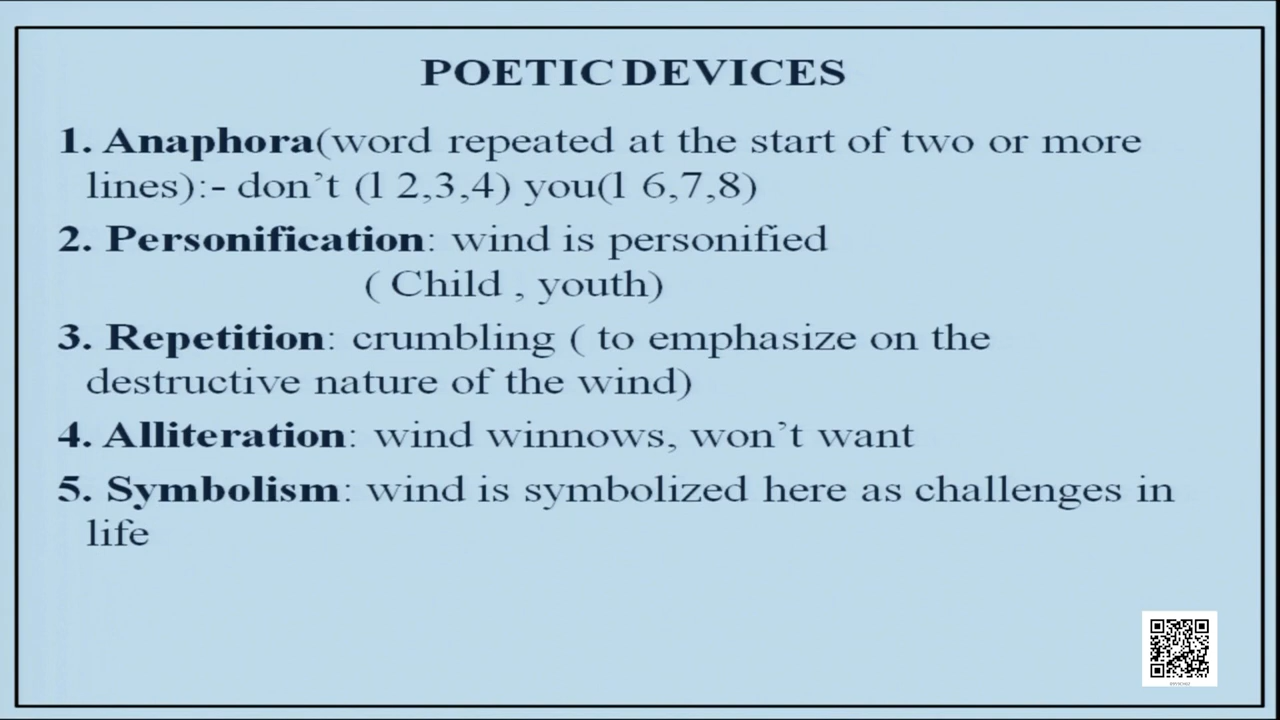 POETIC DEVICES
1. Anaphora(word repeated at the start of two or more
lines):- don't (l 2,3,4) you(l 6,7,8)
2. Personification: wind is personified
( Child , youth)
3. Repetition: crumbling ( to emphasize on the
destructive nature of the wind)
4. Alliteration: wind winnows, won't want
5. Symbolism: wind is symbolized here as challenges in
life